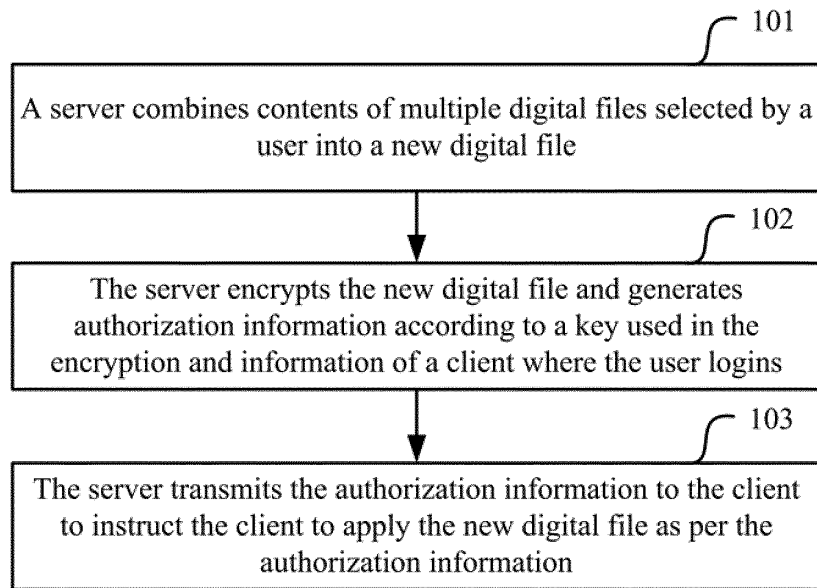 101
A server combines contents of multiple digital files selected by a
user into a new digital file
102
The server encrypts the new digital file and generates
authorization information according to a key used in the
encryption and information of a client where the user logins
103
The server transmits the authorization information to the client
to instruct the client to apply the new digital file as per the
authorization information